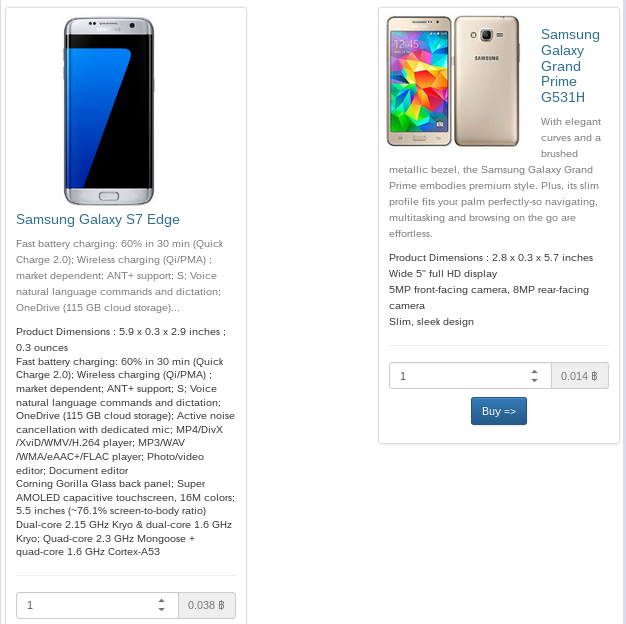 Samsung Galaxy S7 Edge
Fast battery charging: 60% in 30 min (Quick
Charge 2.0); Wireless charging (Qi/PMA) ;
market dependent; ANT+ support; S; Voice
natural language commands and dictation;
OneDrive (115 GB cloud storage)...
Product Dimensions : 5.9 x 0.3 x 2.9 inches ;
0.3 ounces
Fast battery charging: 60% in 30 min (Quick
Charge 2.0); Wireless charging (Qi/PMA) ;
market dependent; ANT+ support; S; Voice
natural language commands and dictation;
OneDrive (115 GB cloud storage); Active noise
cancellation with dedicated mic; MP4/DivX
/XviD/WMV/H.264 player; MP3/WAV
/WMA/eAAC+/FLAC player; Photo/video
editor; Document editor
Corning Gorilla Glass back panel; Super
AMOLED capacitive touchscreen, 16M colors;
5.5 inches (~76.1% screen-to-body ratio)
Dual-core 2.15 GHz Kryo & dual-core 1.6 GHz
Kryo; Quad-core 2.3 GHz Mongoose +
quad-core 1.6 GHz Cortex-A53
1
0.038 ฿
12:45
SAMSUNG
Samsung
Galaxy
Grand
Prime
G531H
With elegant
curves and a
brushed
metallic bezel, the Samsung Galaxy Grand
Prime embodies premium style. Plus, its slim
profile fits your palm perfectly-so navigating,
multitasking and browsing on the go are
effortless.
Product Dimensions : 2.8 x 0.3 x 5.7 inches
Wide 5" full HD display
5MP front-facing camera, 8MP rear-facing
camera
Slim, sleek design
1
0.014 ฿
Buy =>